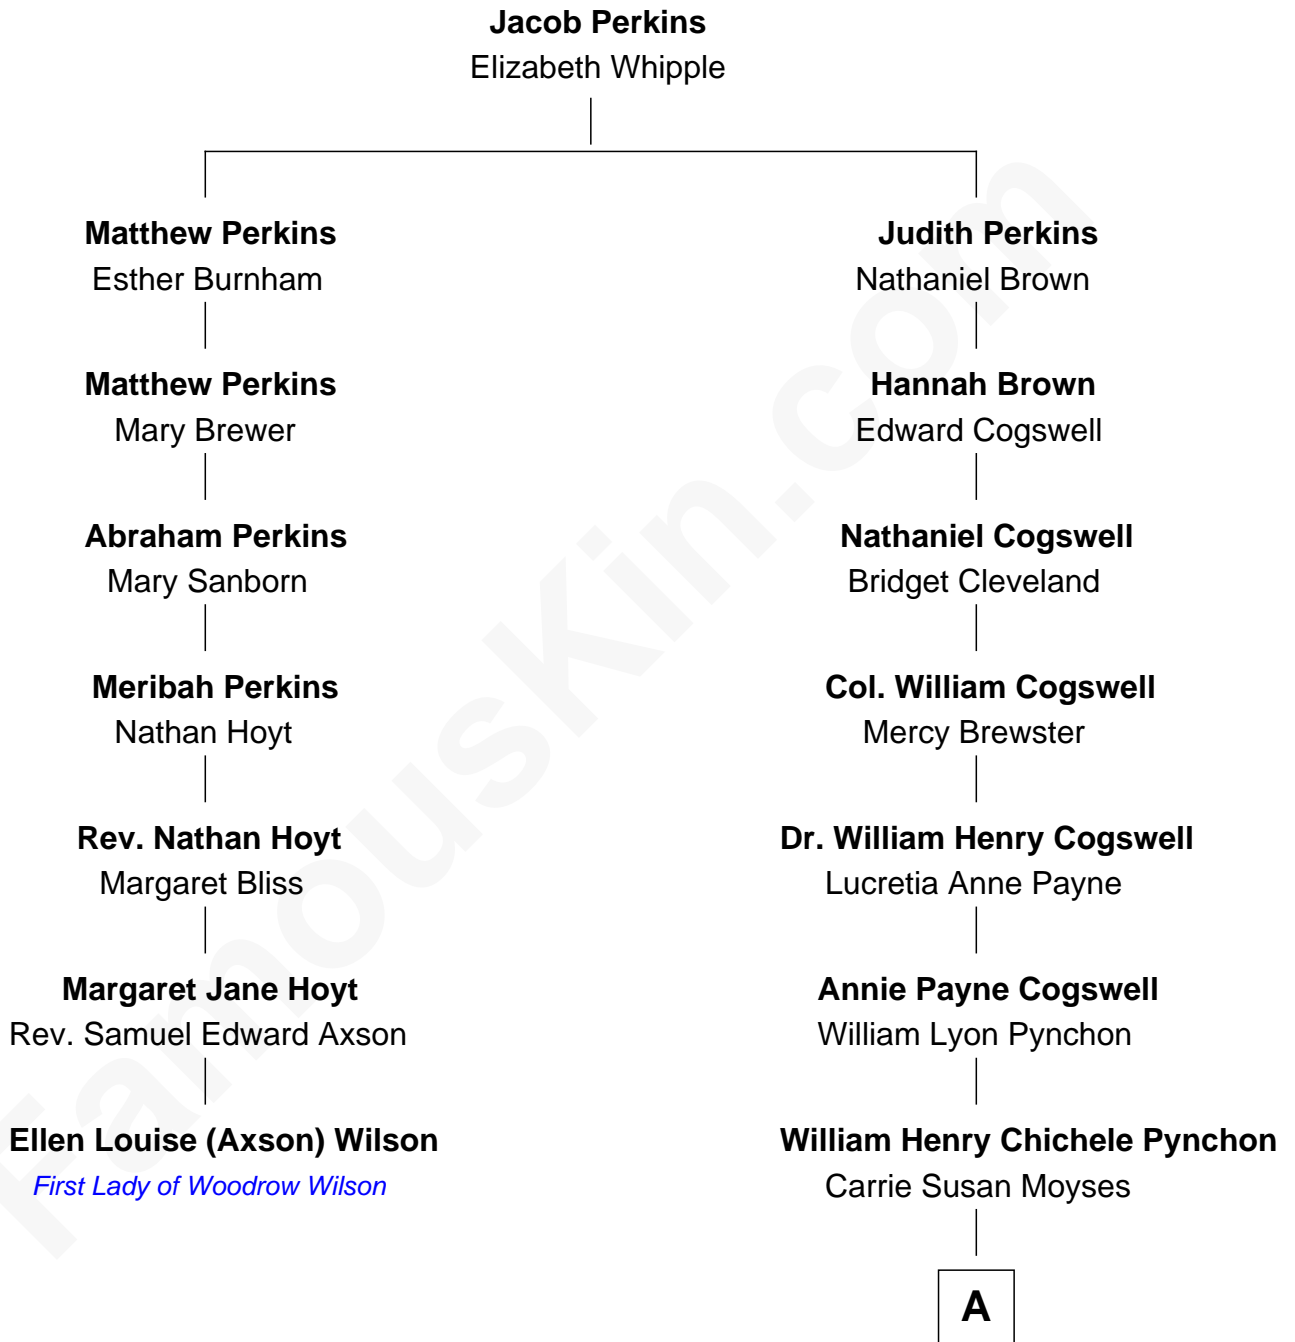 Jacob Perkins
Elizabeth Whipple
Matthew Perkins
Esther Burnham
Judith Perkins
Nathaniel Brown
Matthew Perkins
Mary Brewer
Hannah Brown
Edward Cogswell
Abraham Perkins
Mary Sanborn
Nathaniel Cogswell
Bridget Cleveland
Meribah Perkins
Nathan Hoyt
Col. William Cogswell
Mercy Brewster
Rev. Nathan Hoyt
Margaret Bliss
Dr. William Henry Cogswell
Lucretia Anne Payne
Margaret Jane Hoyt
Rev. Samuel Edward Axson
Annie Payne Cogswell
William Lyon Pynchon
Ellen Louise (Axson) Wilson
First Lady of Woodrow Wilson
William Henry Chichele Pynchon
Carrie Susan Moyses
A
FamousKin.com